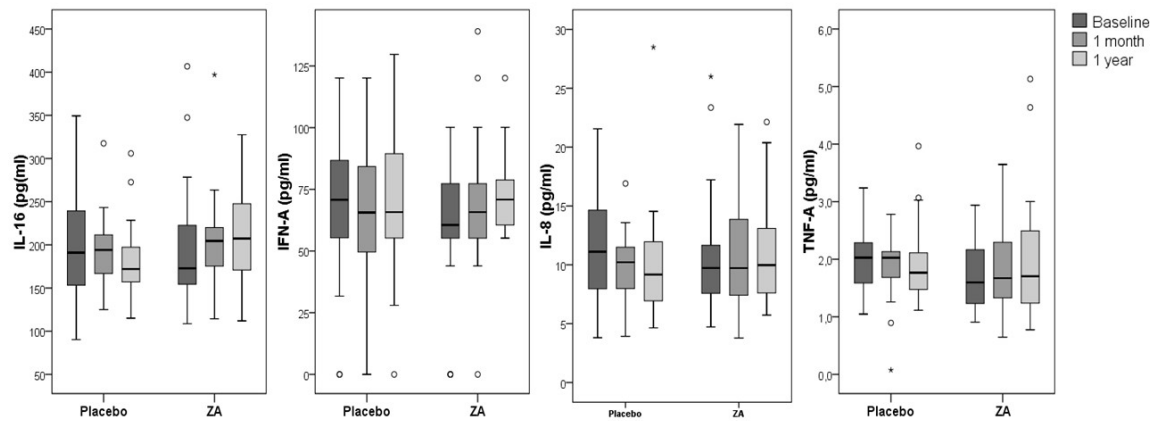 Baseline
1 month
1 year
IL-16 (pg(ml)
450
400
350
300
250
200
150
100
50
Placebo
ZA
IFN-A (pg/ml)
125
100
75
50
25
0
Placebo
ZA
IL-8 (pg/ml)
30
25
20
15
10
5
0
Placebo
ZA
TNF-A (pg/ml)
6,0
5,0
4,0
3,0
2,0
1,0
0,0
Placebo
ZA